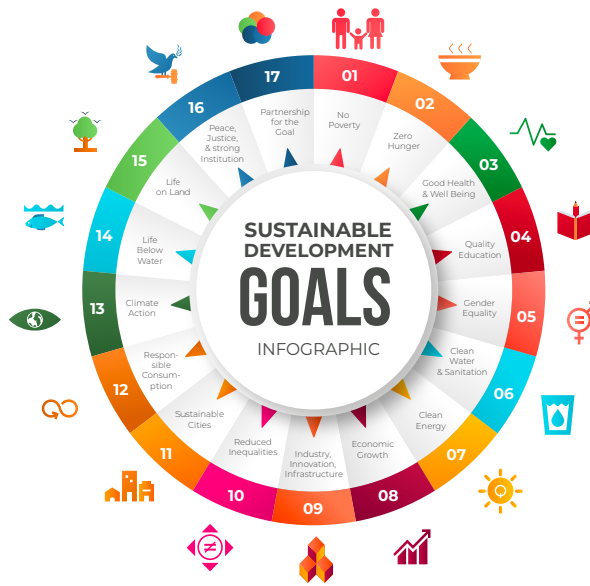 SUSTAINABLE
DEVELOPMENT
GOALS
INFOGRAPHIC
01
No
Poverty
02
Zero
Hunger
03
Good Health
& Well Being
04
Quality
Education
05
Gender
Equality
06
Clean
Water
& Sanitation
07
Clean
Energy
08
Economic
Growth
09
Industry,
Innovation,
Infrastructure
10
Reduced
Inequalities
11
Sustainable
Cities
12
Respon-
sible
Consum-
ption
13
Climate
Action
14
Life
Below
Water
15
Life
on Land
16
Peace,
Justice,
& strong
Institution
17
Partnership
for the
Goal